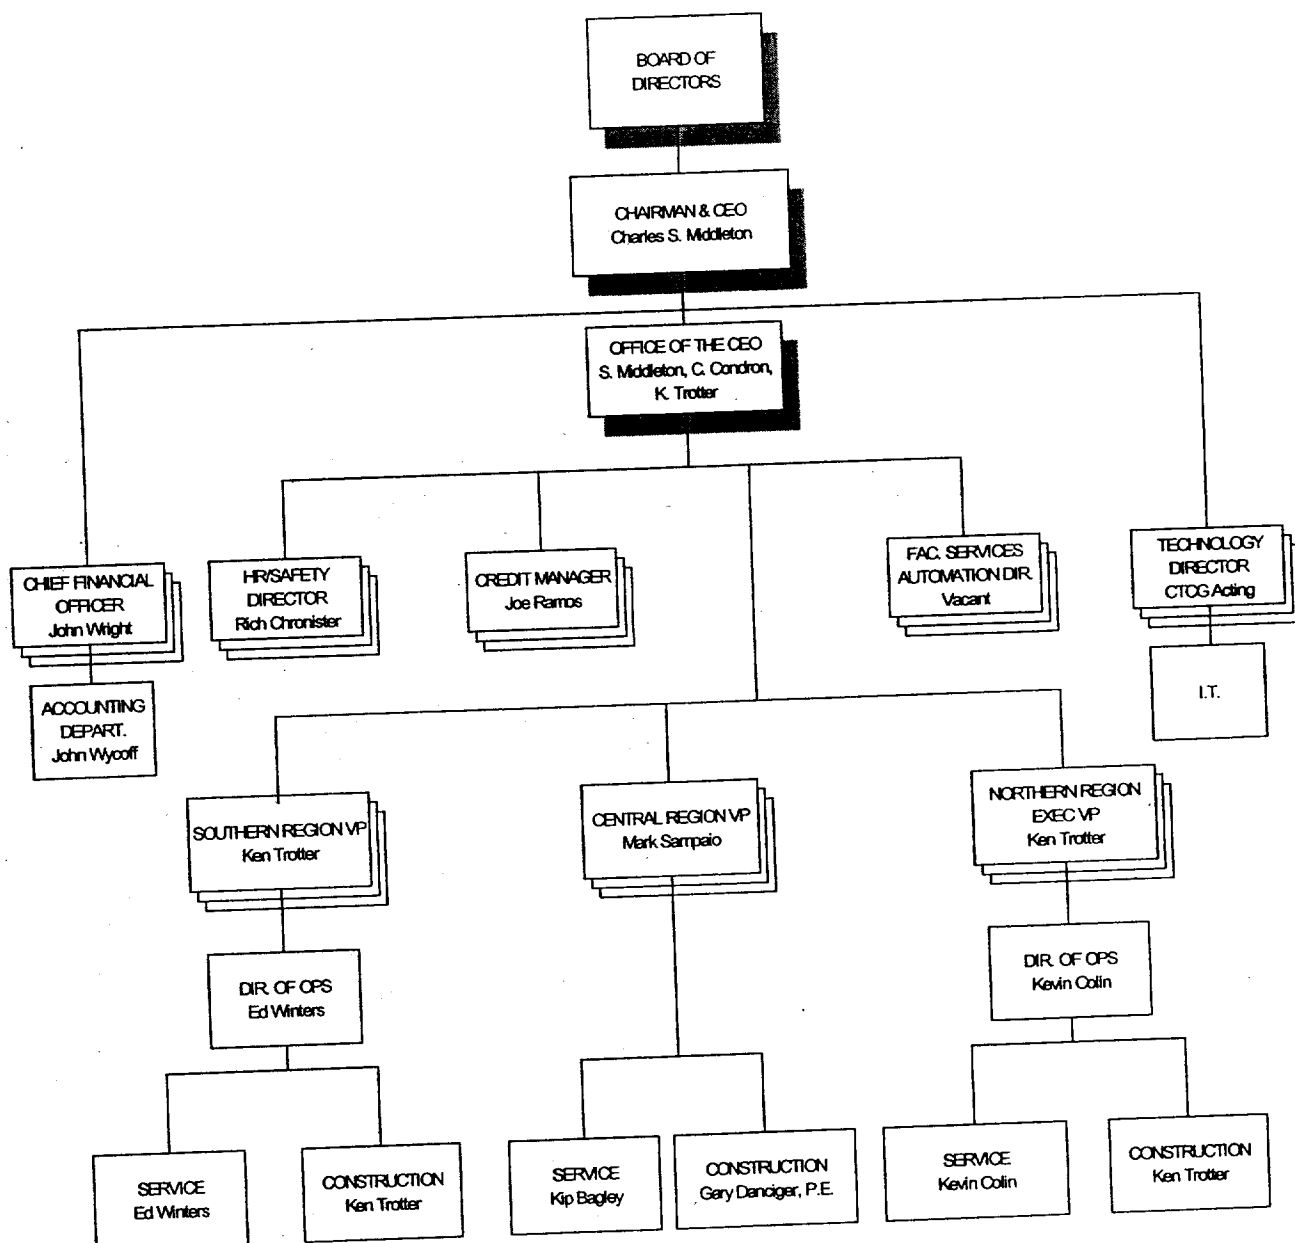 BOARD OF
DIRECTORS
CHAIRMAN & CEO
Charles S. Middleton
OFFICE OF THE CEO
S. Middleton, C. Condron,
K. Trotter
CHIEF FINANCIAL
OFFICER
John Wright
HR/SAFETY
DIRECTOR
Rich Chronister
CREDIT MANAGER
Joe Ramos
FAC. SERVICES
AUTOMATION DIR.
Vacant
TECHNOLOGY
DIRECTOR
CTCG Acting
ACCOUNTING
DEPART.
John Wycoff
I.T.
SOUTHERN REGION VP
Ken Trotter
CENTRAL REGION VP
Mark Sampaio
NORTHERN REGION
EXEC VP
Ken Trotter
DIR. OF OPS
Ed Winters
DIR. OF OPS
Kevin Colin
SERVICE
Ed Winters
CONSTRUCTION
Ken Trotter
SERVICE
Kip Bagley
CONSTRUCTION
Gary Danciger, P.E.
SERVICE
Kevin Colin
CONSTRUCTION
Ken Trotter